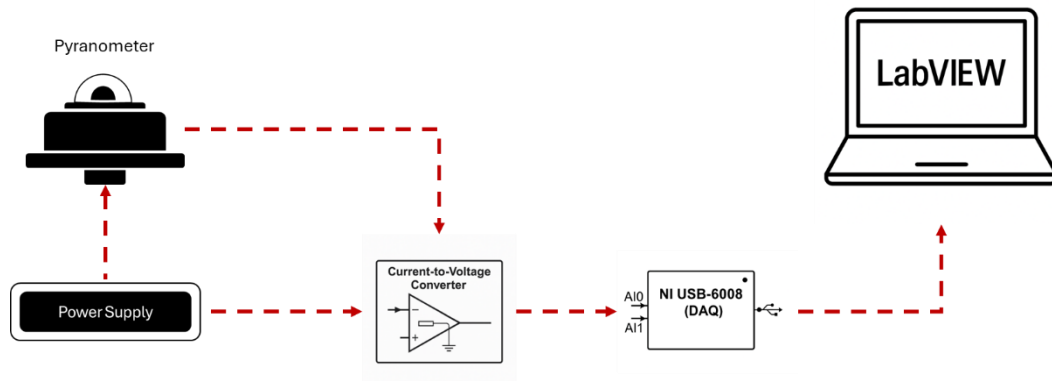 Pyranometer
LabVIEW
Power Supply
Current-to-Voltage
Converter
−
+
AI0
AI1
NI USB-6008
(DAQ)